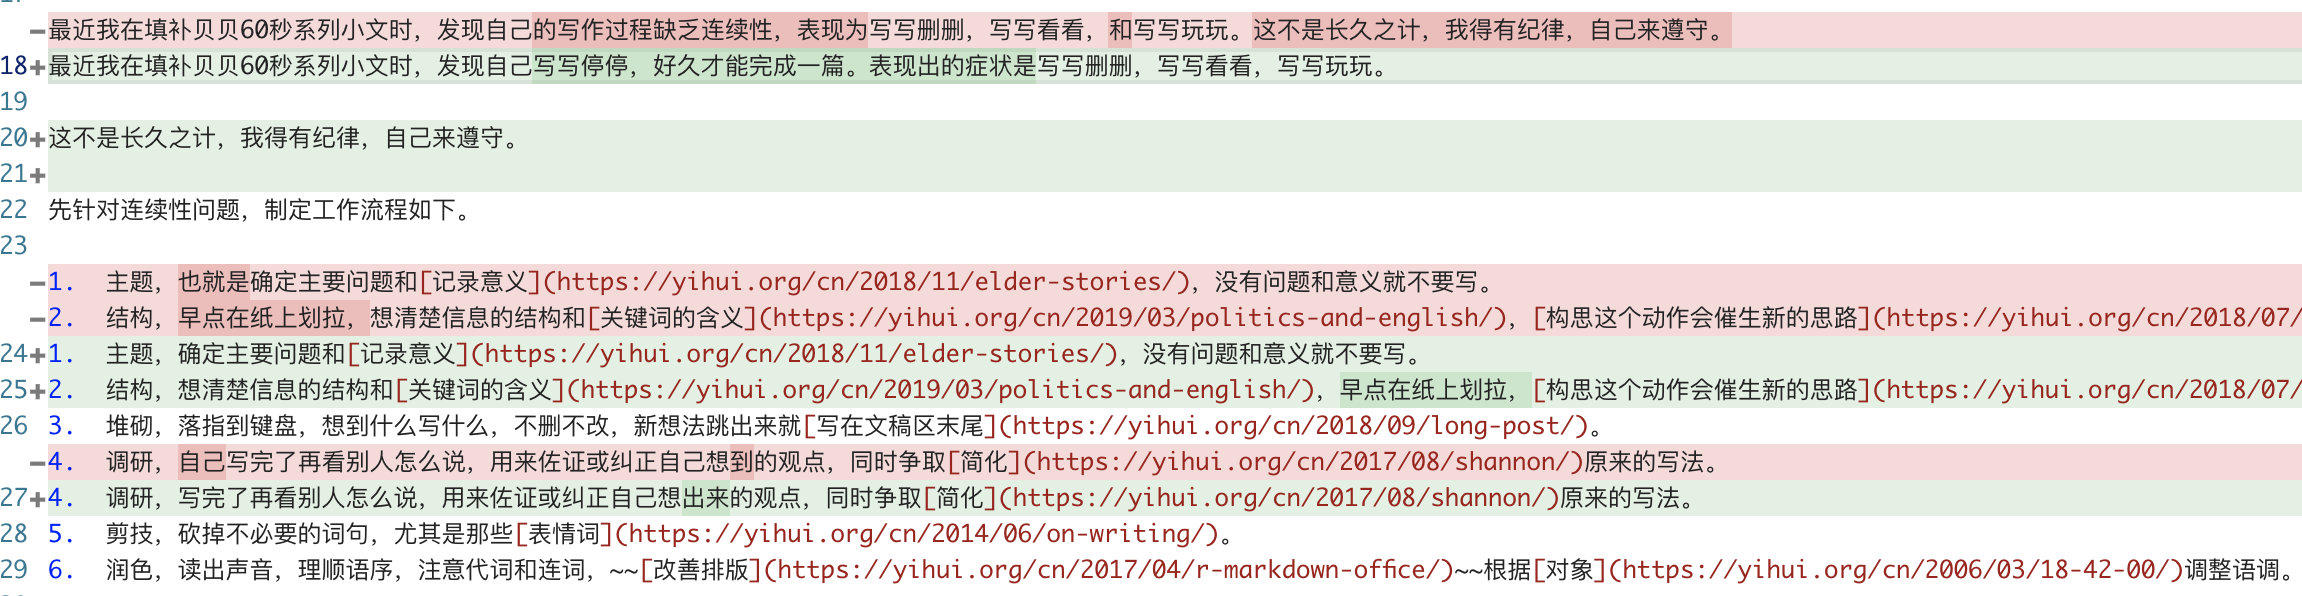 −最近我在填补贝贝60秒系列小文时，发现自己的写作过程缺乏连续性，表现为写写删删，写写看看，和写写玩玩。这不是长久之计，我得有纪律，自己来遵守。
18+最近我在填补贝贝60秒系列小文时，发现自己写写停停，好久才能完成一篇。表现出的症状是写写删删，写写看看，写写玩玩。
19
20+这不是长久之计，我得有纪律，自己来遵守。
21+
22 先针对连续性问题，制定工作流程如下。
23
−1. 主题，也就是确定主要问题和[记录意义](https://yihui.org/cn/2018/11/elder-stories/)，没有问题和意义就不要写。
−2. 结构，早点在纸上划拉，想清楚信息的结构和[关键词的含义](https://yihui.org/cn/2019/03/politics-and-english/)，[构思这个动作会催生新的思路](https://yihui.org/cn/2018/07/
24+1. 主题，确定主要问题和[记录意义](https://yihui.org/cn/2018/11/elder-stories/)，没有问题和意义就不要写。
25+2. 结构，想清楚信息的结构和[关键词的含义](https://yihui.org/cn/2019/03/politics-and-english/)，早点在纸上划拉，[构思这个动作会催生新的思路](https://yihui.org/cn/2018/07/
26 3. 堆砌，落指到键盘，想到什么写什么，不删不改，新想法跳出来就[写在文稿区末尾](https://yihui.org/cn/2018/09/long-post/)。
−4. 调研，自己写完了再看别人怎么说，用来佐证或纠正自己想到的观点，同时争取[简化](https://yihui.org/cn/2017/08/shannon/)原来的写法。
27+4. 调研，写完了再看别人怎么说，用来佐证或纠正自己想出来的观点，同时争取[简化](https://yihui.org/cn/2017/08/shannon/)原来的写法。
28 5. 剪技，砍掉不必要的词句，尤其是那些[表情词](https://yihui.org/cn/2014/06/on-writing/)。
29 6. 润色，读出声音，理顺语序，注意代词和连词，~~[改善排版](https://yihui.org/cn/2017/04/r-markdown-office/)~~根据[对象](https://yihui.org/cn/2006/03/18-42-00/)调整语调。